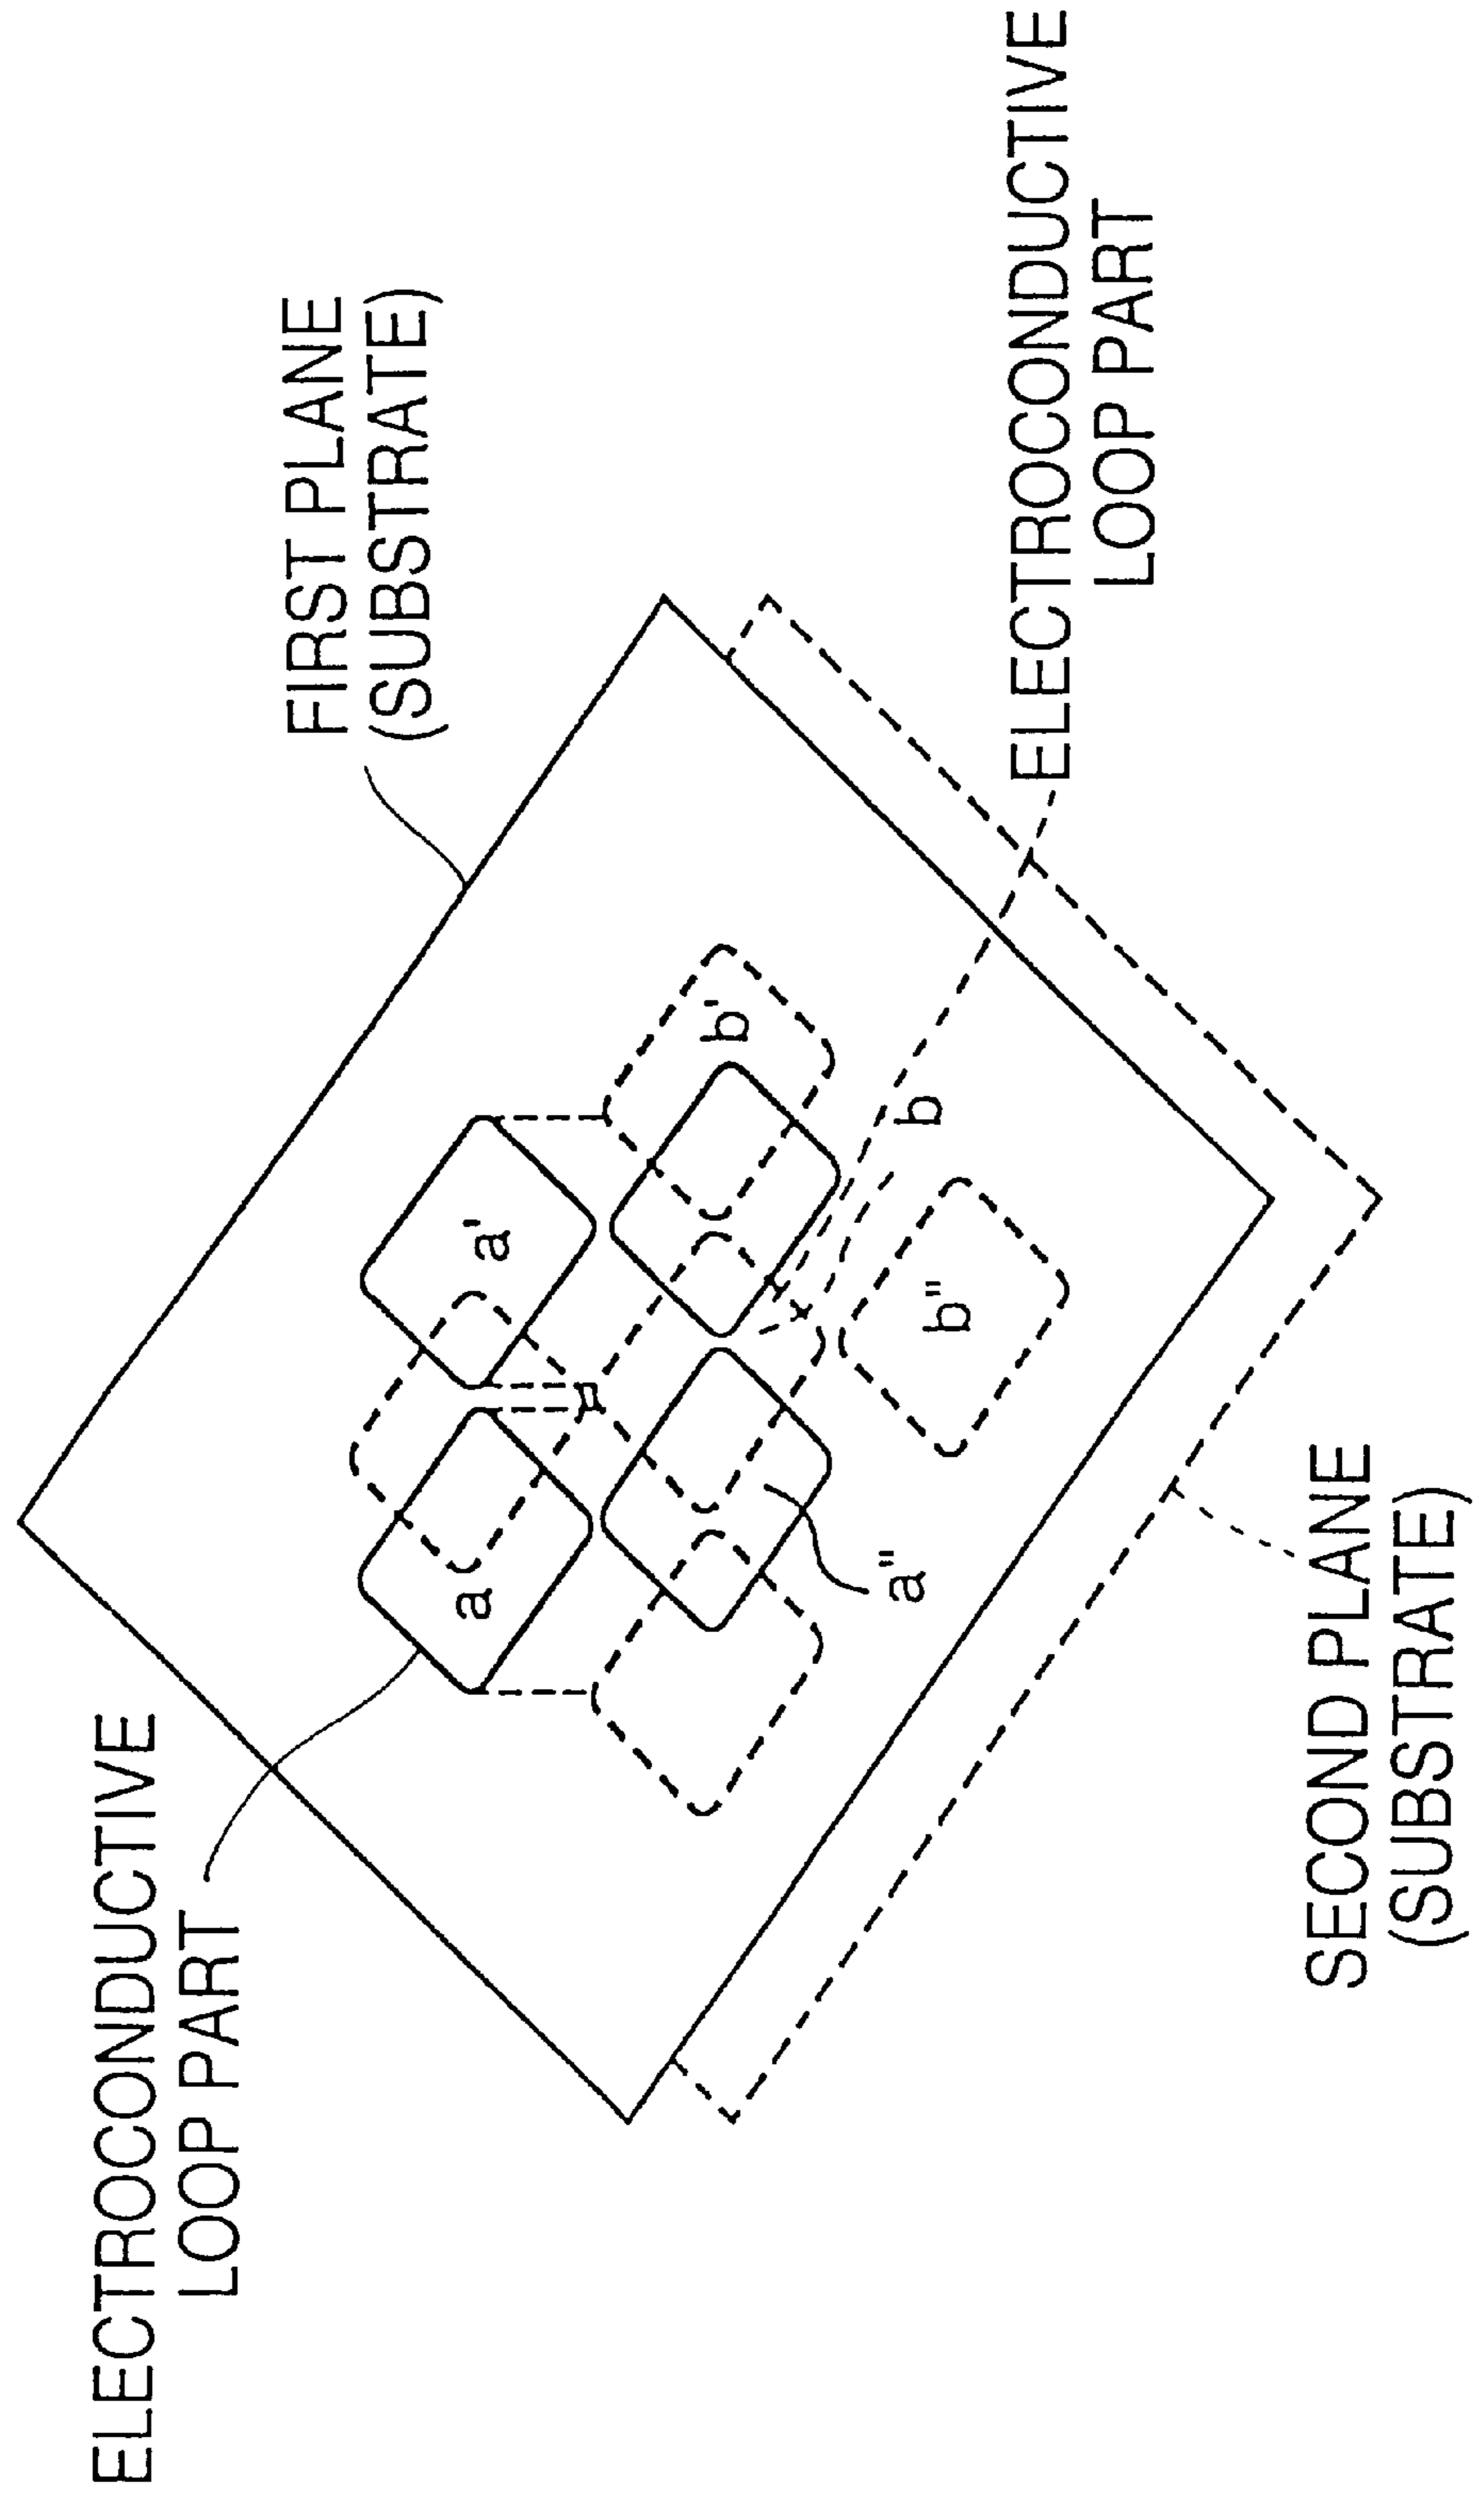 ELECTROCONDUCTIVE
LOOP PART
FIRST PLANE
(SUBSTRATE)
a
a'
b'
a"
b"
b
ELECTROCONDUCTIVE
LOOP PART
SECOND PLANE
(SUBSTRATE)